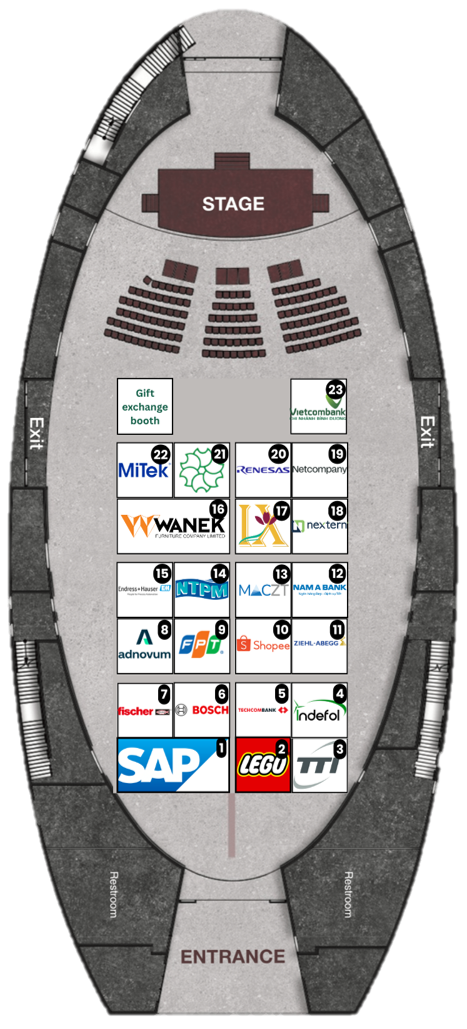 STAGE
Gift
exchange
booth
23
Vietcombank
Exit
Exit
22
MiTek
21
20
RENESAS
19
Netcompany
16
WANEK
FURNITURE COMPANY LIMITED
17
18
nextern
15
Endress+Hauser
14
NTPM
13
MACZT
12
NAM A BANK
8
adnovum
9
FPT
10
Shopee
11
ZIEHL-ABEGG
7
fischer
6
BOSCH
5
TECHCOMBANK
4
indefol
1
SAP
2
LEGO
3
TTI
Restroom
Restroom
ENTRANCE